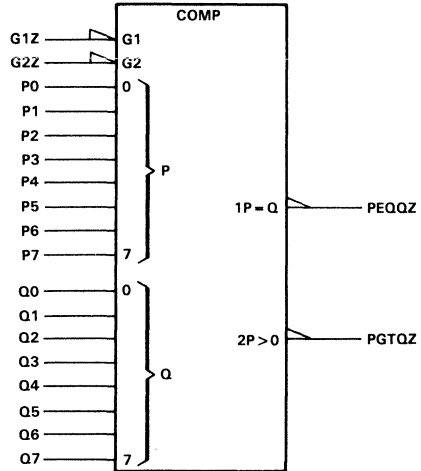 COMP
G1Z G1
G2Z G2
P0 0
P1
P2
P3
P
P4
P5
P6
1P = Q PEQQZ
P7 7
Q0 0
Q1
Q2 2P > 0 PGTQZ
Q3
Q
Q4
Q5
Q6
Q7 7